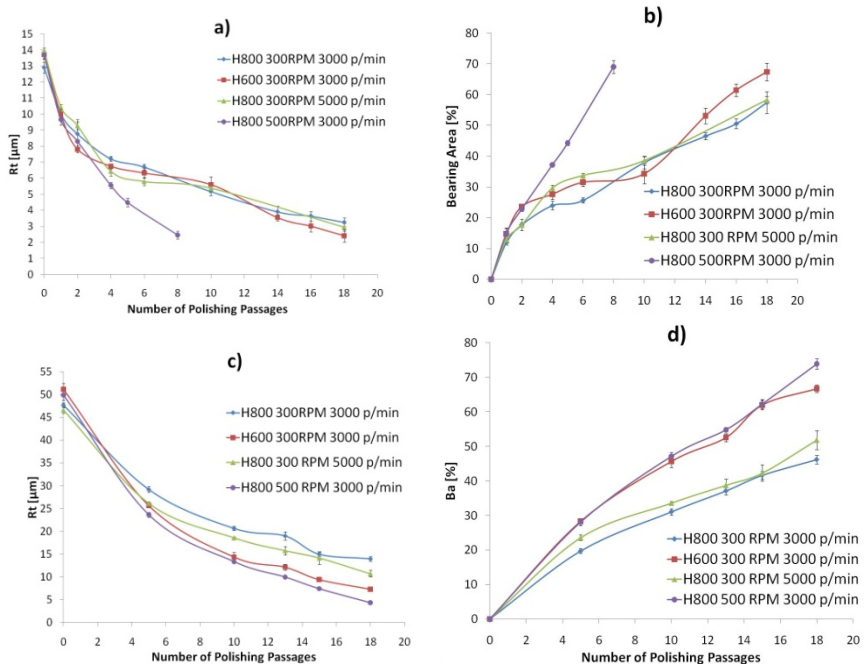 a)
H800 300RPM 3000 p/min
H600 300RPM 3000 p/min
H800 300RPM 5000 p/min
H800 500RPM 3000 p/min
Rt [µm]
15
14
13
12
11
10
9
8
7
6
5
4
3
2
1
0
0 2 4 6 8 10 12 14 16 18 20
Number of Polishing Passages
b)
Bearing Area [%]
80
70
60
50
40
30
20
10
0
H800 300RPM 3000 p/min
H600 300RPM 3000 p/min
H800 300 RPM 5000 p/min
H800 500RPM 3000 p/min
0 2 4 6 8 10 12 14 16 18 20
Number of Polishing Passages
c)
H800 300RPM 3000 p/min
H600 300RPM 3000 p/min
H800 300 RPM 5000 p/min
H800 500 RPM 3000 p/min
Rt [µm]
55
50
45
40
35
30
25
20
15
10
5
0
0 5 10 15 20
Number of Polishing Passages
d)
Ba [%]
80
70
60
50
40
30
20
10
0
H800 300 RPM 3000 p/min
H600 300 RPM 3000 p/min
H800 300 RPM 5000 p/min
H800 500 RPM 3000 p/min
0 2 4 6 8 10 12 14 16 18 20
Number of Polishing Passages